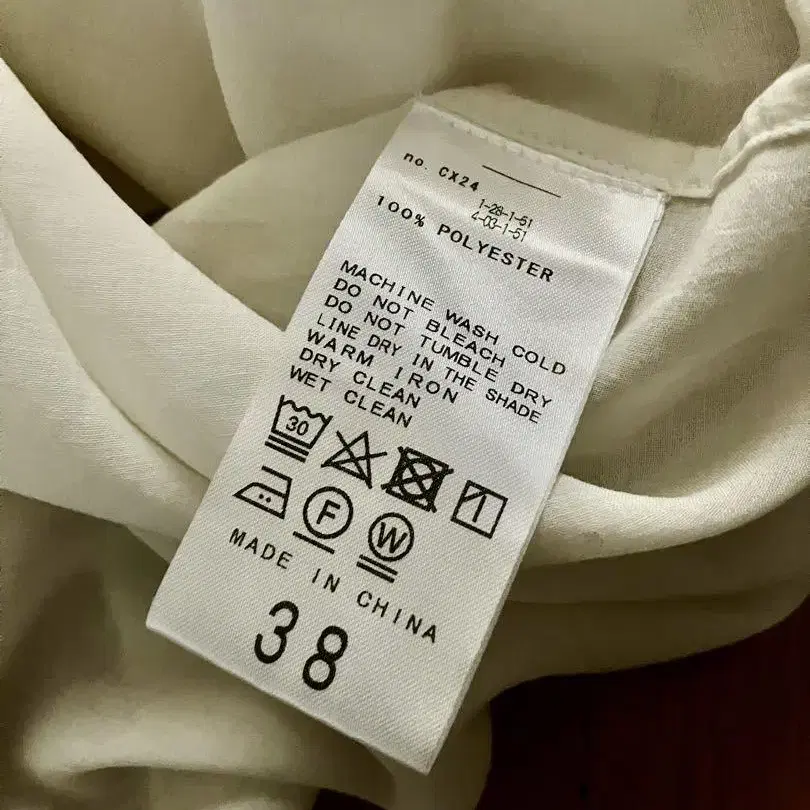 no. CX24
1-28-1-51
4-03-1-51
100% POLYESTER
MACHINE WASH COLD
DO NOT BLEACH
DO NOT TUMBLE DRY
LINE DRY IN THE SHADE
WARM IRON
DRY CLEAN
WET CLEAN
30
F W
MADE IN CHINA
38